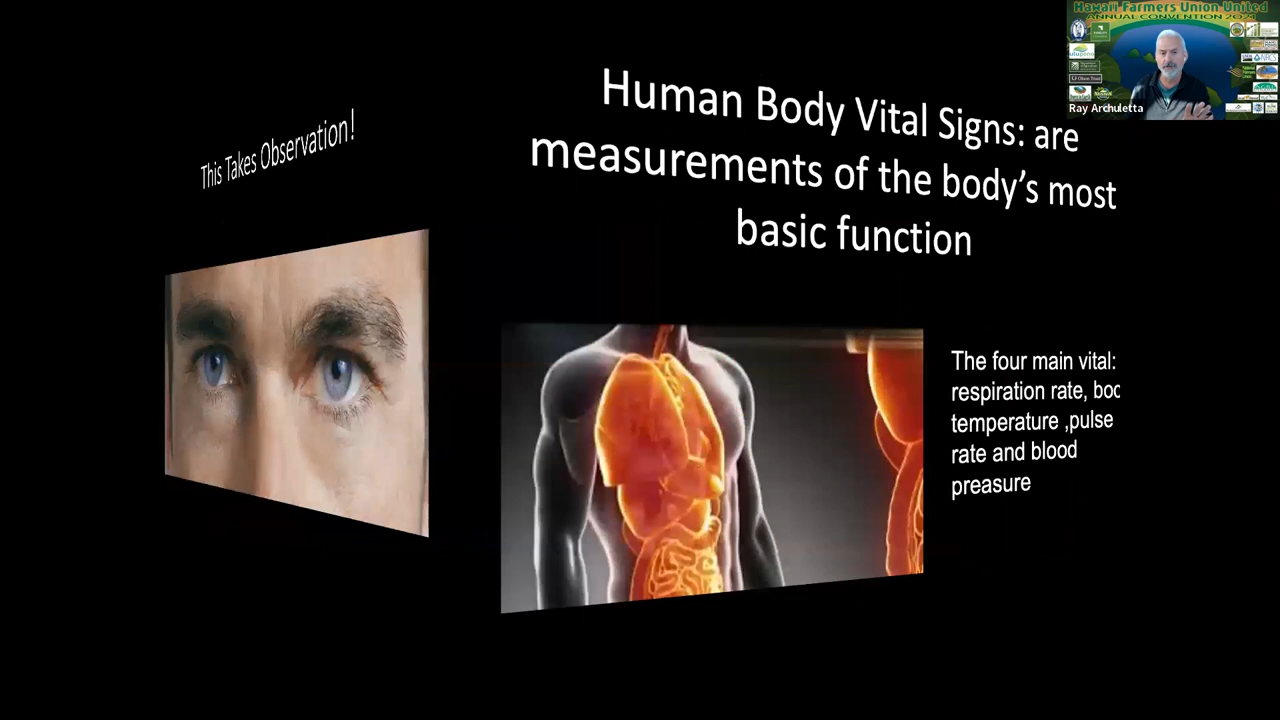 Hawaii Farmers Union United
ANNUAL CONVENTION 2021
Ray Archuletta
This Takes Observation!
Human Body Vital Signs: are
measurements of the body's most
basic function
The four main vital:
respiration rate, boc
temperature ,pulse
rate and blood
preasure